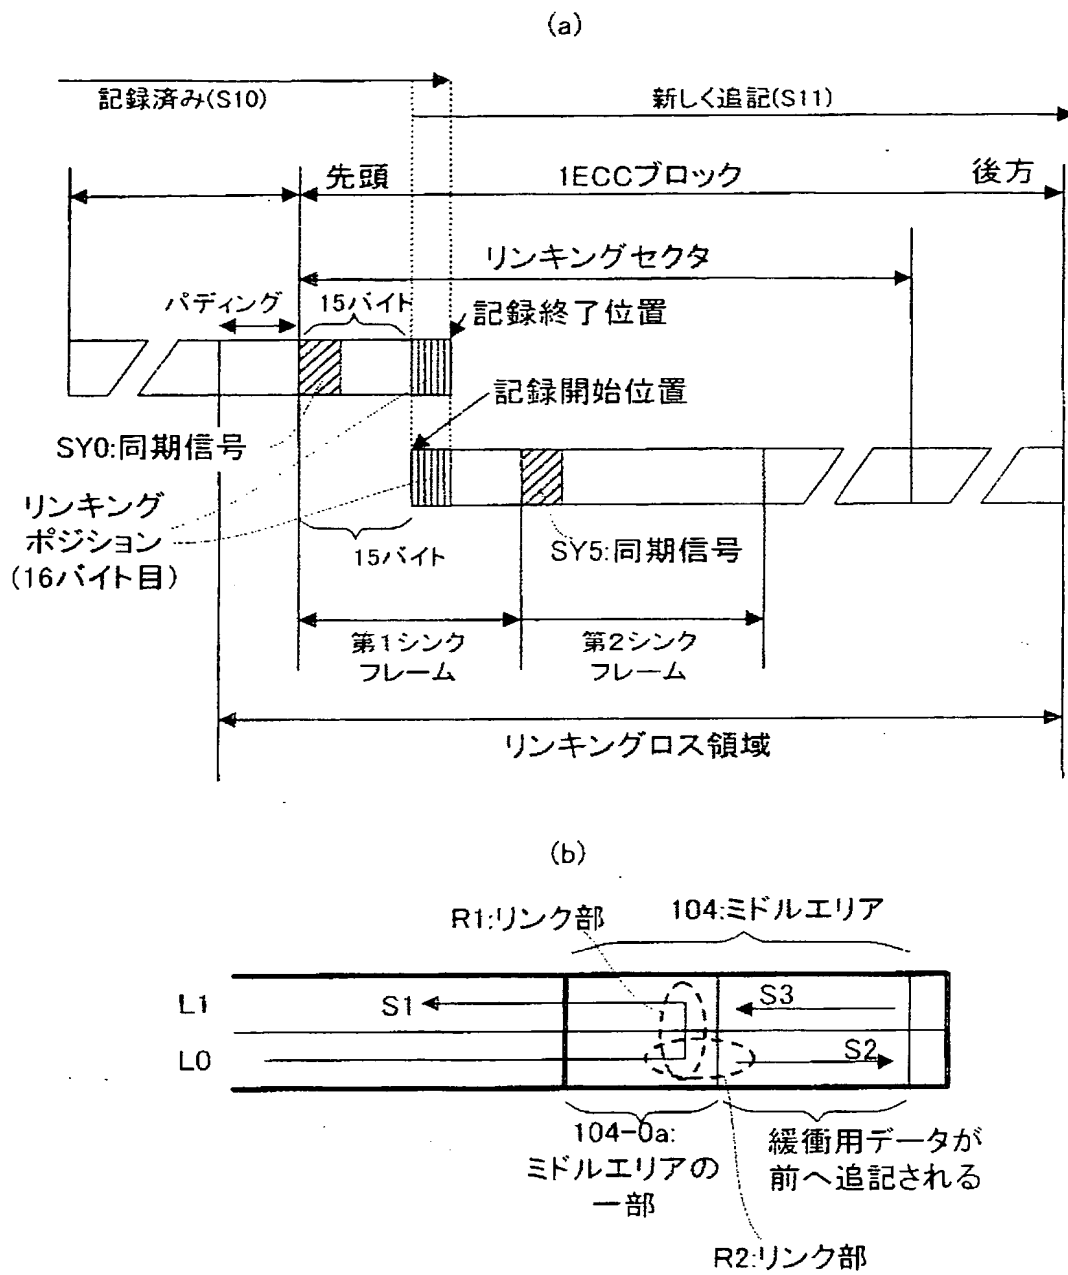 (a)
記録済み(S10)
新しく追記(S11)
先頭
1ECCブロック
後方
リンキングセクタ
パディング
15バイト
記録終了位置
記録開始位置
SY0:同期信号
リンキング
ポジション
(16バイト目)
15バイト
SY5:同期信号
第1シンク
フレーム
第2シンク
フレーム
リンキングロス領域
(b)
R1:リンク部
104:ミドルエリア
L1
S1
S3
L0
S2
104-0a:
ミドルエリアの
一部
緩衝用データが
前へ追記される
R2:リンク部